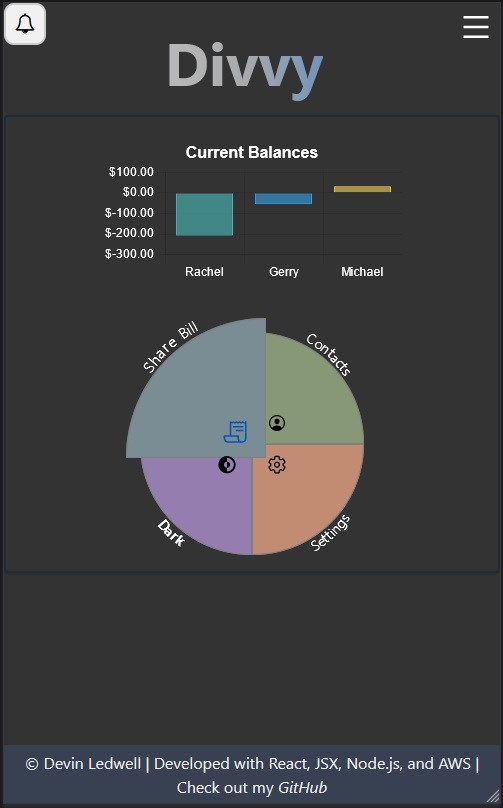 Divvy
Current Balances
$100.00
$0.00
$-100.00
$-200.00
$-300.00
Rachel Gerry Michael
Share Bill
Contacts
Dark
Settings
© Devin Ledwell | Developed with React, JSX, Node.js, and AWS |
Check out my GitHub